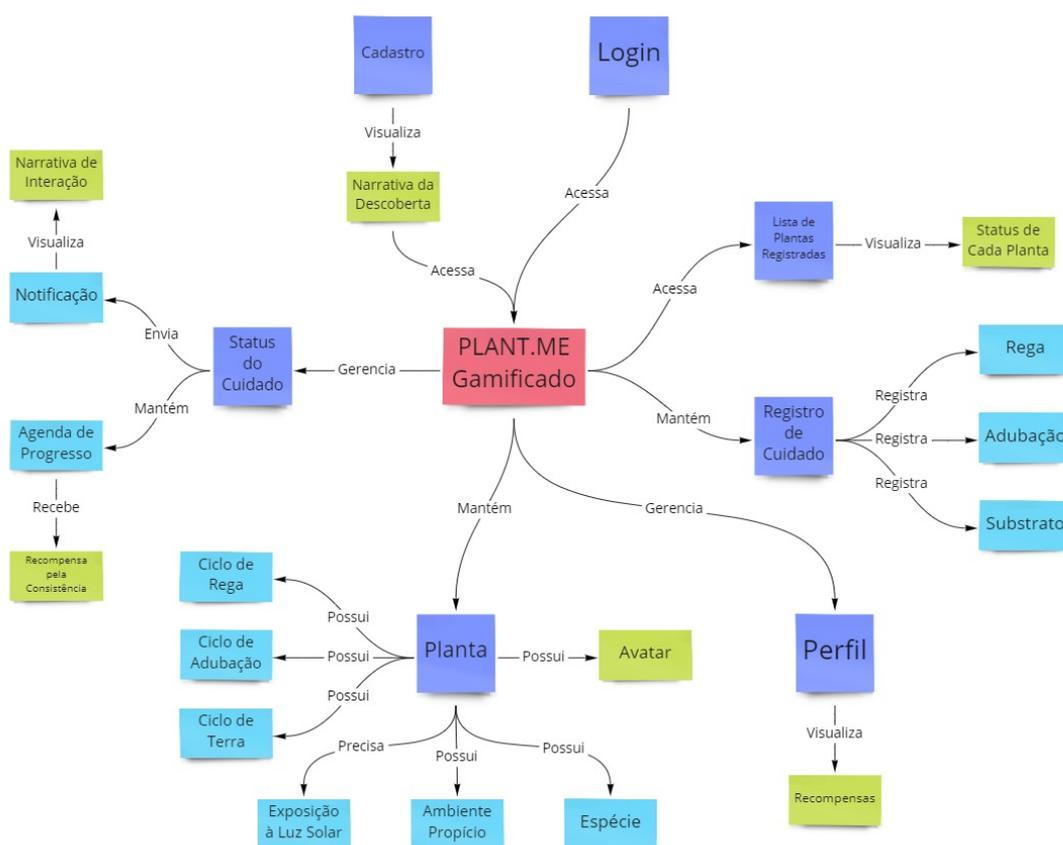 Cadastro
Login
Visualiza
Narrativa de
Interação
Narrativa da
Descoberta
Acessa
Lista de
Plantas
Registradas
Visualiza
Status de
Cada Planta
Visualiza
Acessa
Acessa
Notificação
Envia
Status
do
Cuidado
Gerencia
PLANT.ME
Gamificado
Rega
Mantém
Mantém
Registro
de
Cuidado
Registra
Registra
Registra
Adubação
Substrato
Agenda de
Progresso
Recebe
Recompensa
pela
Consistência
Mantém
Gerencia
Ciclo de
Rega
Possui
Ciclo de
Adubação
Possui
Planta
Possui
Avatar
Perfil
Possui
Ciclo de
Terra
Precisa
Possui
Possui
Visualiza
Exposição
à Luz Solar
Ambiente
Propício
Espécie
Recompensas